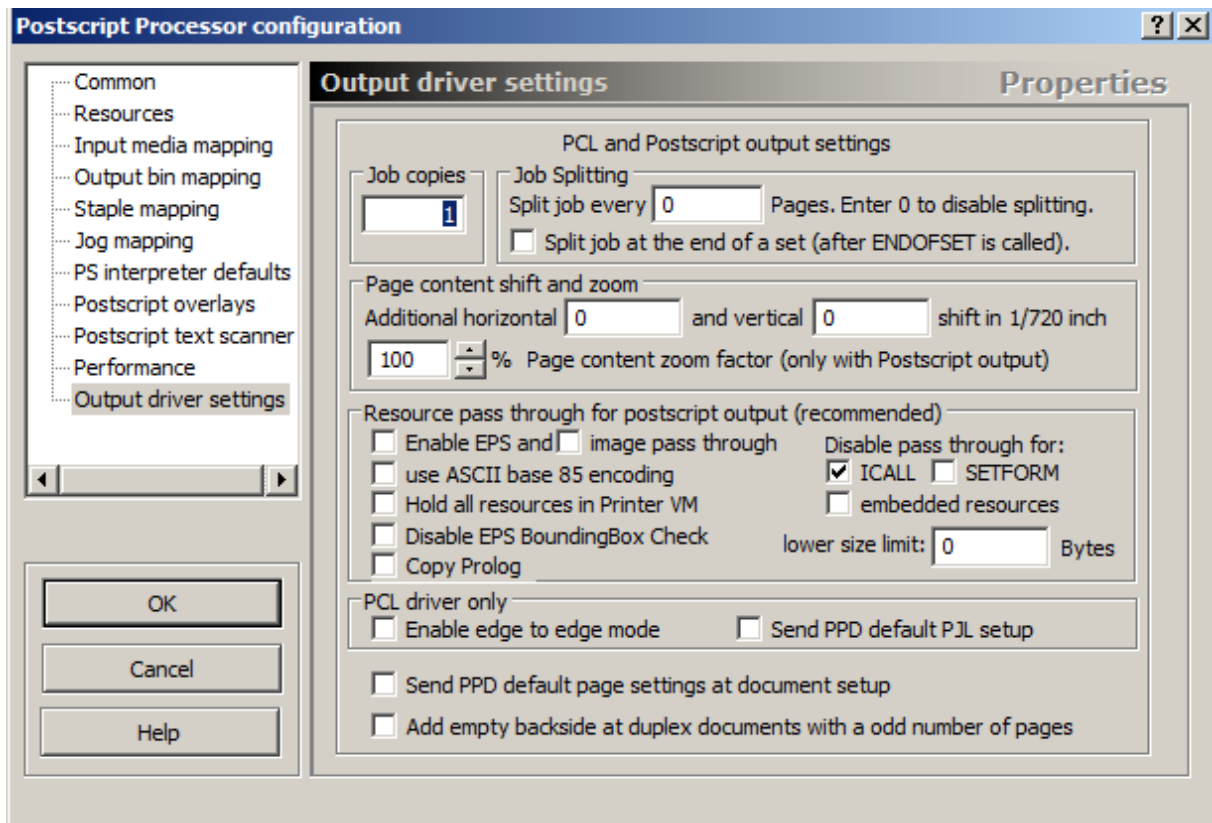 Postscript Processor configuration
Common
Resources
Input media mapping
Output bin mapping
Staple mapping
Jog mapping
PS interpreter defaults
Postscript overlays
Postscript text scanner
Performance
Output driver settings
OK
Cancel
Help
Output driver settings Properties
PCL and Postscript output settings
Job copies
1
Job Splitting
Split job every 0 Pages. Enter 0 to disable splitting.
Split job at the end of a set (after ENDOFSET is called).
Page content shift and zoom
Additional horizontal 0 and vertical 0 shift in 1/720 inch
100 % Page content zoom factor (only with Postscript output)
Resource pass through for postscript output (recommended)
Enable EPS and image pass through
use ASCII base 85 encoding
Hold all resources in Printer VM
Disable EPS BoundingBox Check
Copy Prolog
Disable pass through for:
ICALL SETFORM
embedded resources
lower size limit: 0 Bytes
PCL driver only
Enable edge to edge mode Send PPD default PJL setup
Send PPD default page settings at document setup
Add empty backside at duplex documents with a odd number of pages